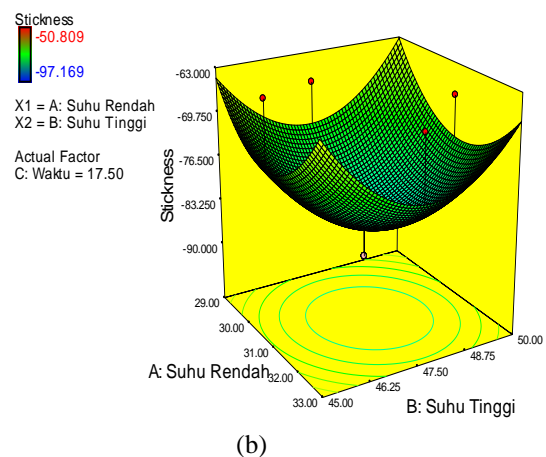 Stickness
-50.809
-97.169
X1 = A: Suhu Rendah
X2 = B: Suhu Tinggi
Actual Factor
C: Waktu = 17.50
Stickness
-63.000
-69.750
-76.500
-83.250
-90.000
29.00
30.00
31.00
32.00
33.00
45.00
46.25
47.50
48.75
50.00
A: Suhu Rendah
B: Suhu Tinggi
(b)